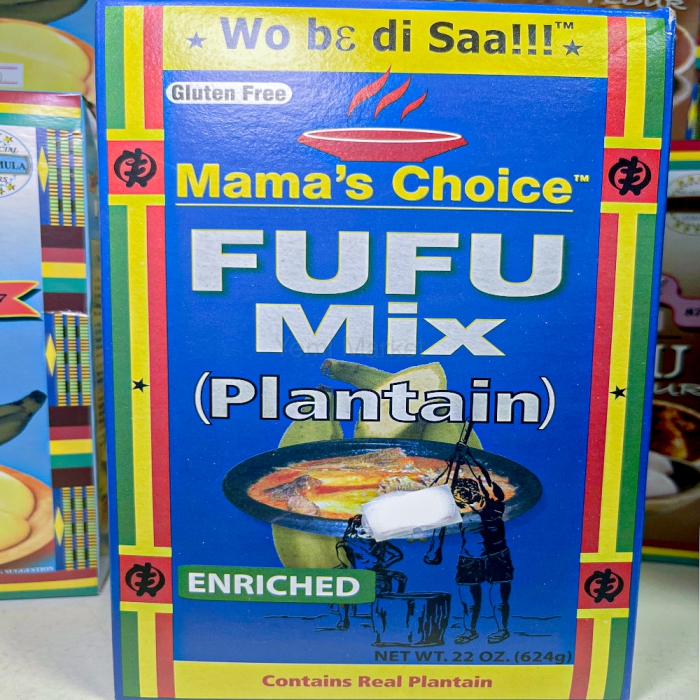 Wo bɛ di Saa!!!™
Gluten Free
Mama's Choice™
FUFU
Mix
(Plantain)
ENRICHED
NET WT. 22 OZ. (624g)
Contains Real Plantain